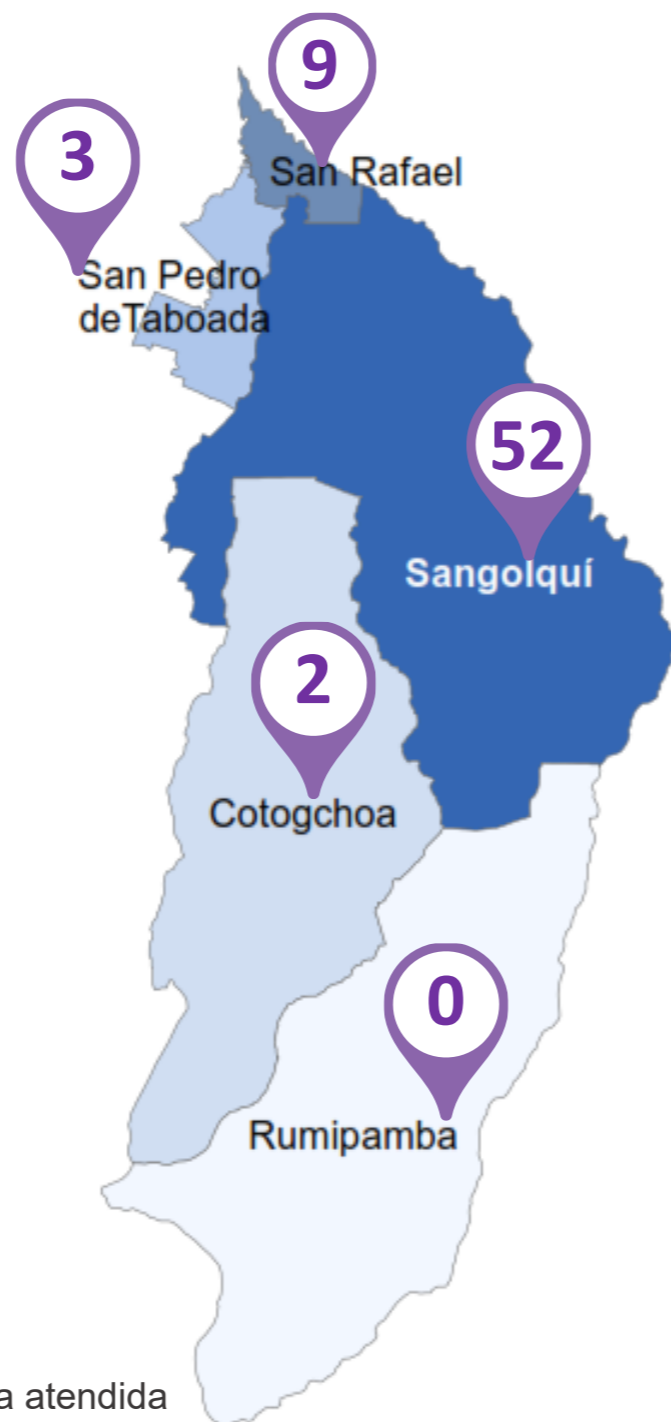 9
San Rafael
3
San Pedro
deTaboada
52
Sangolquí
2
Cotogchoa
0
Rumipamba
a atendida